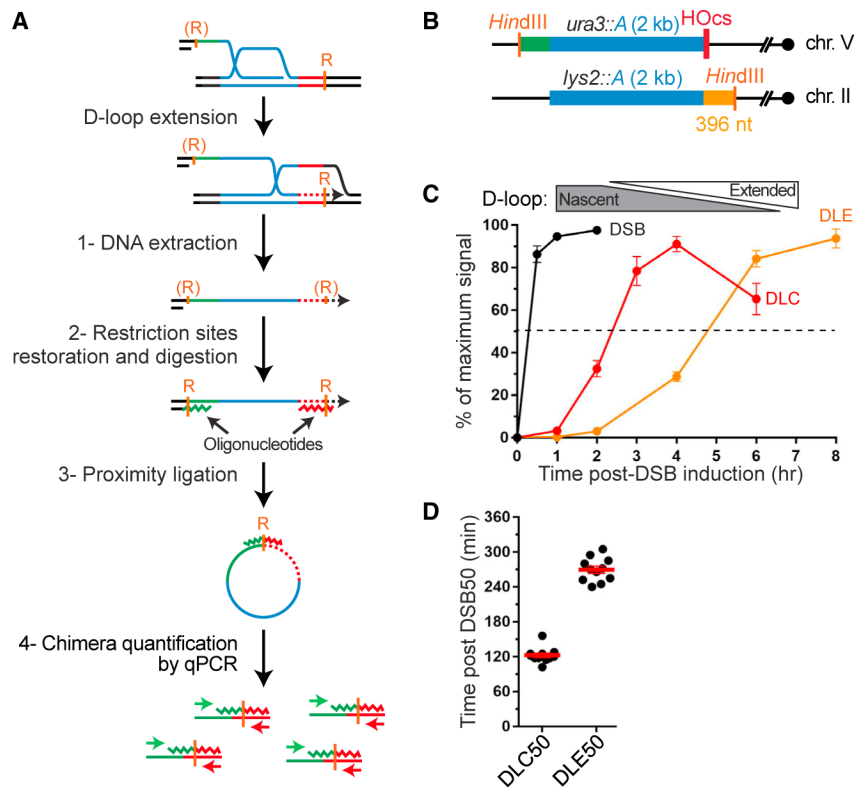 A
(R)
R
D-loop extension
(R)
R
1- DNA extraction
(R)
(R)
2- Restriction sites
restoration and digestion
R
R
Oligonucleotides
3- Proximity ligation
R
4- Chimera quantification
by qPCR
B
HindIII
ura3::A (2 kb)
HOcs
chr. V
lys2::A (2 kb)
HindIII
chr. II
396 nt
C
D-loop:
Nascent
Extended
DLE
DSB
DLC
% of maximum signal
100
80
60
40
20
0
0
1
2
3
4
5
6
7
8
Time post-DSB induction (hr)
D
Time post DSB50 (min)
360
300
240
180
120
60
0
DLC50
DLE50